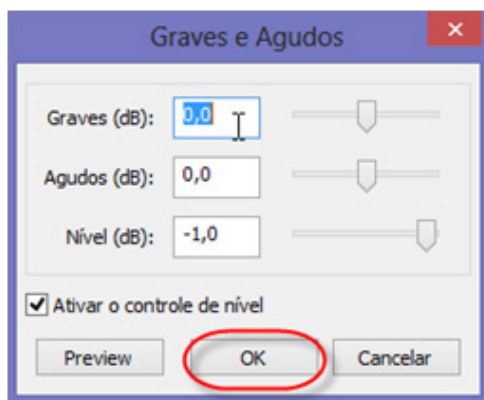 Graves e Agudos
Graves (dB): 0,0
Agudos (dB): 0,0
Nível (dB): -1,0
Ativar o controle de nível
Preview OK Cancelar